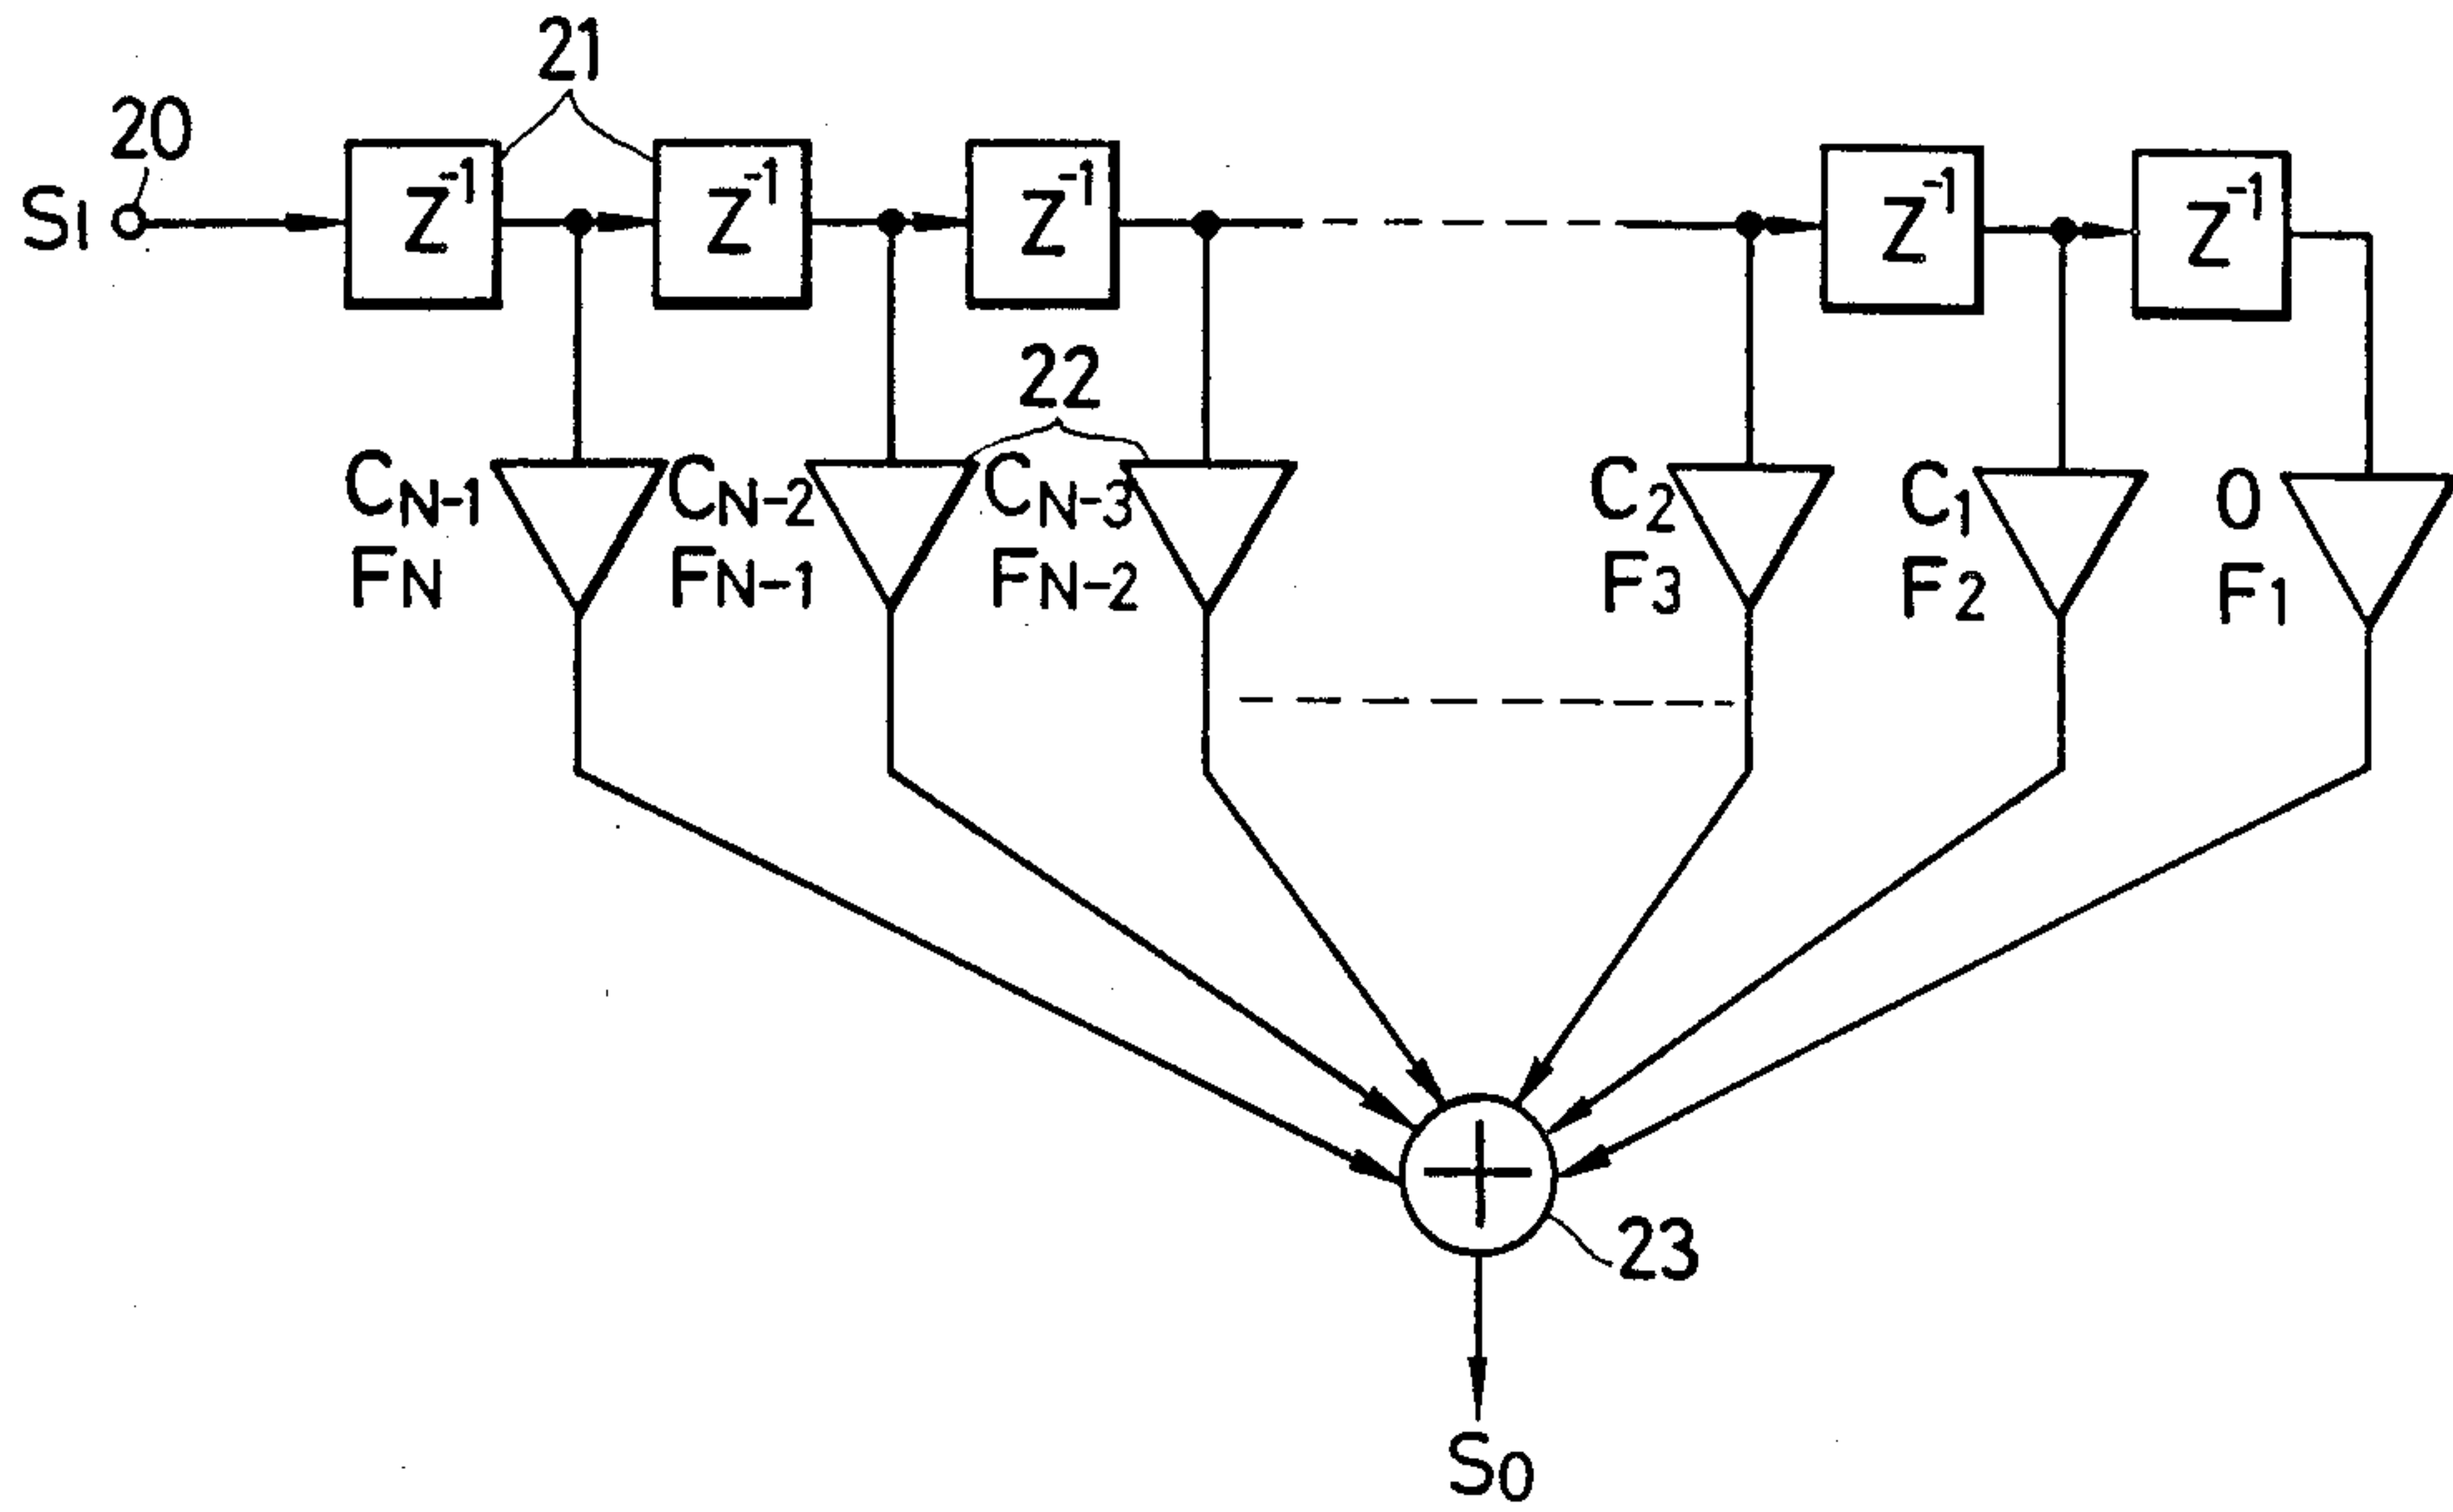 21
20
SI
Z-1 Z-1 Z-1 Z-1 Z-1
22
CN-1 CN-2 CN-3 C2 C1 0
FN FN-1 FN-2 F3 F2 F1
+
23
SO